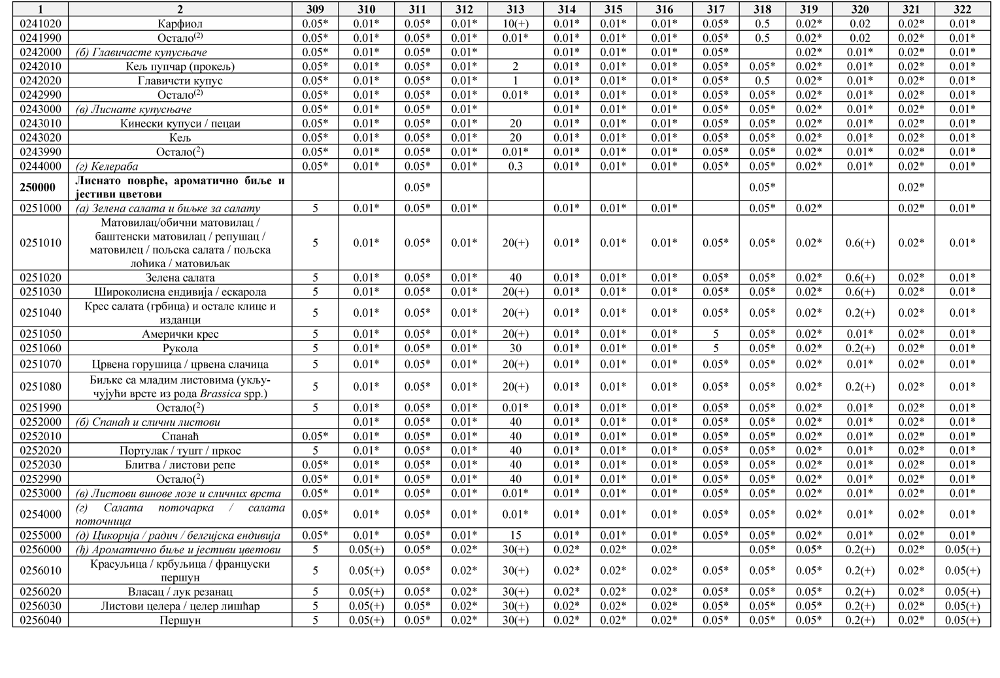 1 2 309 310 311 312 313 314 315 316 317 318 319 320 321 322
0241020 Карфиол 0.05* 0.01* 0.05* 0.01* 10(+) 0.01* 0.01* 0.01* 0.05* 0.5 0.02* 0.02 0.02* 0.01*
0241990 Остало(2) 0.05* 0.01* 0.05* 0.01* 0.01* 0.01* 0.01* 0.01* 0.05* 0.5 0.02* 0.02 0.02* 0.01*
0242000 (б) Главичасте купусњаче 0.05* 0.01* 0.05* 0.01* 0.01* 0.01* 0.01* 0.05* 0.02* 0.01* 0.02* 0.01*
0242010 Кељ пупчар (прокељ) 0.05* 0.01* 0.05* 0.01* 2 0.01* 0.01* 0.01* 0.05* 0.05* 0.02* 0.01* 0.02* 0.01*
0242020 Главичсти купус 0.05* 0.01* 0.05* 0.01* 1 0.01* 0.01* 0.01* 0.05* 0.5 0.02* 0.01* 0.02* 0.01*
0242990 Остало(2) 0.05* 0.01* 0.05* 0.01* 0.01* 0.01* 0.01* 0.01* 0.05* 0.05* 0.02* 0.01* 0.02* 0.01*
0243000 (в) Лиснате купусњаче 0.05* 0.01* 0.05* 0.01* 0.01* 0.01* 0.01* 0.05* 0.05* 0.02* 0.01* 0.02* 0.01*
0243010 Кинески купуси / пецаи 0.05* 0.01* 0.05* 0.01* 20 0.01* 0.01* 0.01* 0.05* 0.05* 0.02* 0.01* 0.02* 0.01*
0243020 Кељ 0.05* 0.01* 0.05* 0.01* 20 0.01* 0.01* 0.01* 0.05* 0.05* 0.02* 0.01* 0.02* 0.01*
0243990 Остало(2) 0.05* 0.01* 0.05* 0.01* 0.01* 0.01* 0.01* 0.01* 0.05* 0.05* 0.02* 0.01* 0.02* 0.01*
0244000 (г) Келераба 0.05* 0.01* 0.05* 0.01* 0.3 0.01* 0.01* 0.01* 0.05* 0.05* 0.02* 0.01* 0.02* 0.01*
250000 Лиснато поврће, ароматично биље и
јестиви цветови 0.05* 0.05* 0.02*
0251000 (а) Зелена салата и биљке за салату 5 0.01* 0.05* 0.01* 0.01* 0.01* 0.01* 0.05* 0.02* 0.02* 0.01*
Матовилац/обични матовилац /
баштенски матовилац / репушац /
0251010 5 0.01* 0.05* 0.01* 20(+) 0.01* 0.01* 0.01* 0.05* 0.05* 0.02* 0.6(+) 0.02* 0.01*
матовилец / пољска салата / пољска
лоћика / матовиљак
0251020 Зелена салата 5 0.01* 0.05* 0.01* 40 0.01* 0.01* 0.01* 0.05* 0.05* 0.02* 0.6(+) 0.02* 0.01*
0251030 Широколисна ендивија / ескарола 5 0.01* 0.05* 0.01* 20(+) 0.01* 0.01* 0.01* 0.05* 0.05* 0.02* 0.6(+) 0.02* 0.01*
0251040 Крес салата (грбица) и остале клице и
изданци 5 0.01* 0.05* 0.01* 20(+) 0.01* 0.01* 0.01* 0.05* 0.05* 0.02* 0.2(+) 0.02* 0.01*
0251050 Амерички крес 5 0.01* 0.05* 0.01* 20(+) 0.01* 0.01* 0.01* 5 0.05* 0.02* 0.01* 0.02* 0.01*
0251060 Рукола 5 0.01* 0.05* 0.01* 30 0.01* 0.01* 0.01* 5 0.05* 0.02* 0.2(+) 0.02* 0.01*
0251070 Црвена горушица / црвена слачица 5 0.01* 0.05* 0.01* 20(+) 0.01* 0.01* 0.01* 0.05* 0.05* 0.02* 0.01* 0.02* 0.01*
0251080 Биљке са младим листовима (укљу-
чујући врсте из рода Brassica spp.) 5 0.01* 0.05* 0.01* 20(+) 0.01* 0.01* 0.01* 0.05* 0.05* 0.02* 0.2(+) 0.02* 0.01*
0251990 Остало(2) 5 0.01* 0.05* 0.01* 0.01* 0.01* 0.01* 0.01* 0.05* 0.05* 0.02* 0.01* 0.02* 0.01*
0252000 (б) Спанаћ и слични листови 0.01* 0.05* 0.01* 40 0.01* 0.01* 0.01* 0.05* 0.05* 0.02* 0.01* 0.02* 0.01*
0252010 Спанаћ 0.05* 0.01* 0.05* 0.01* 40 0.01* 0.01* 0.01* 0.05* 0.05* 0.02* 0.01* 0.02* 0.01*
0252020 Портулак / тушт / пркос 5 0.01* 0.05* 0.01* 40 0.01* 0.01* 0.01* 0.05* 0.05* 0.02* 0.01* 0.02* 0.01*
0252030 Блитва / листови репе 0.05* 0.01* 0.05* 0.01* 40 0.01* 0.01* 0.01* 0.05* 0.05* 0.02* 0.01* 0.02* 0.01*
0252990 Остало(2) 0.05* 0.01* 0.05* 0.01* 40 0.01* 0.01* 0.01* 0.05* 0.05* 0.02* 0.01* 0.02* 0.01*
0253000 (в) Листови винове лозе и сличних врста 0.05* 0.01* 0.05* 0.01* 0.01* 0.01* 0.01* 0.01* 0.05* 0.05* 0.02* 0.01* 0.02* 0.01*
0254000 (г) Салата поточарка / салата
поточница 0.05* 0.01* 0.05* 0.01* 0.01* 0.01* 0.01* 0.01* 0.05* 0.05* 0.02* 0.01* 0.02* 0.01*
0255000 (д) Цикорија / радич / белгијска ендивија 0.05* 0.01* 0.05* 0.01* 15 0.01* 0.01* 0.01* 0.05* 0.05* 0.02* 0.01* 0.02* 0.01*
0256000 (ђ) Ароматично биље и јестиви цветови 5 0.05(+) 0.05* 0.02* 30(+) 0.02* 0.02* 0.02* 0.05* 0.05* 0.2(+) 0.02* 0.05(+)
0256010 Красуљица / крбуљица / француски
першун 5 0.05(+) 0.05* 0.02* 30(+) 0.02* 0.02* 0.02* 0.05* 0.05* 0.05* 0.2(+) 0.02* 0.05(+)
0256020 Власац / лук резанац 5 0.05(+) 0.05* 0.02* 30(+) 0.02* 0.02* 0.02* 0.05* 0.05* 0.05* 0.2(+) 0.02* 0.05(+)
0256030 Листови целера / целер лишћар 5 0.05(+) 0.05* 0.02* 30(+) 0.02* 0.02* 0.02* 0.05* 0.05* 0.05* 0.2(+) 0.02* 0.05(+)
0256040 Першун 5 0.05(+) 0.05* 0.02* 30(+) 0.02* 0.02* 0.02* 0.05* 0.05* 0.05* 0.2(+) 0.02* 0.05(+)